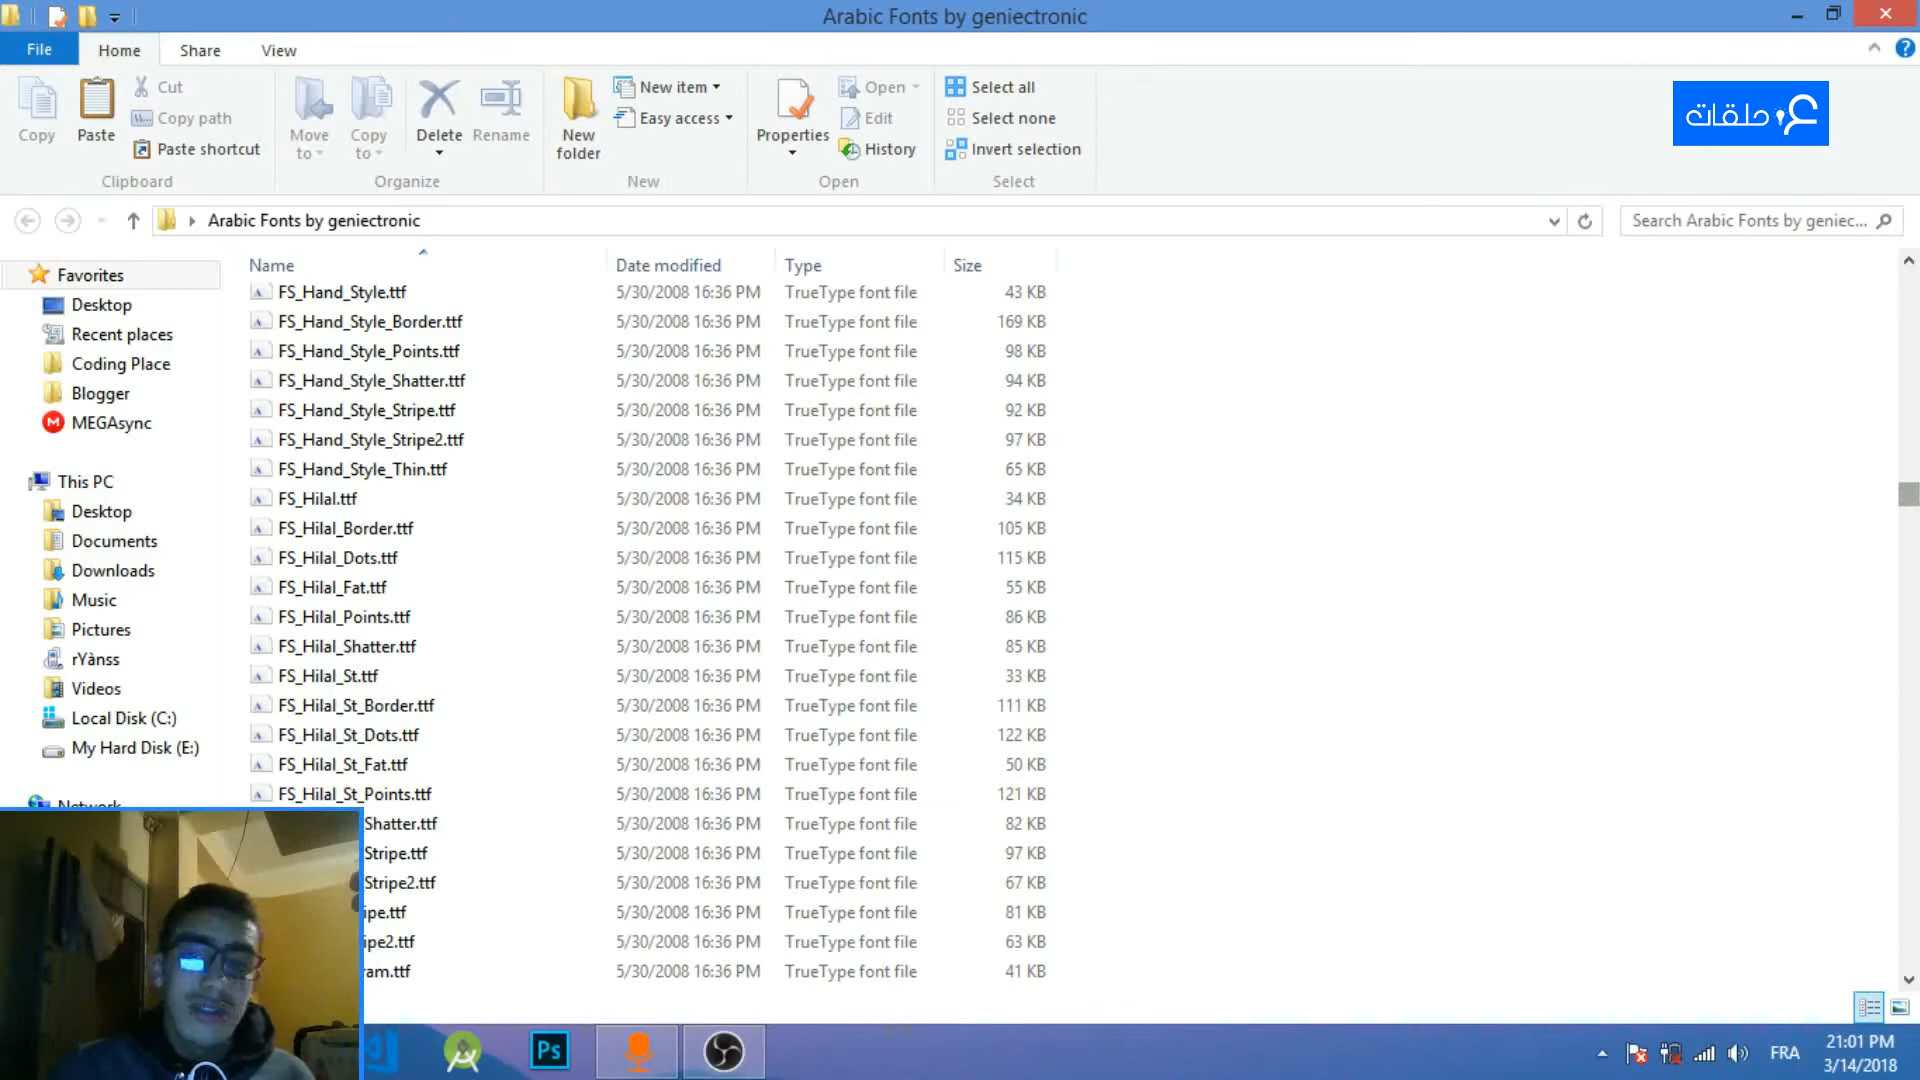 Arabic Fonts by geniectronic
File Home Share View
Copy
Paste
Cut
Copy path
Paste shortcut
Clipboard
Move to
Copy to
Delete
Rename
Organize
New folder
New item
Easy access
New
Properties
Open
Edit
History
Open
Select all
Select none
Invert selection
Select
حلقات
Arabic Fonts by geniectronic
Search Arabic Fonts by geniec...
Favorites
Desktop
Recent places
Coding Place
Blogger
MEGAsync
This PC
Desktop
Documents
Downloads
Music
Pictures
rYànss
Videos
Local Disk (C:)
My Hard Disk (E:)
Network
Name Date modified Type Size
FS_Hand_Style.ttf 5/30/2008 16:36 PM TrueType font file 43 KB
FS_Hand_Style_Border.ttf 5/30/2008 16:36 PM TrueType font file 169 KB
FS_Hand_Style_Points.ttf 5/30/2008 16:36 PM TrueType font file 98 KB
FS_Hand_Style_Shatter.ttf 5/30/2008 16:36 PM TrueType font file 94 KB
FS_Hand_Style_Stripe.ttf 5/30/2008 16:36 PM TrueType font file 92 KB
FS_Hand_Style_Stripe2.ttf 5/30/2008 16:36 PM TrueType font file 97 KB
FS_Hand_Style_Thin.ttf 5/30/2008 16:36 PM TrueType font file 65 KB
FS_Hilal.ttf 5/30/2008 16:36 PM TrueType font file 34 KB
FS_Hilal_Border.ttf 5/30/2008 16:36 PM TrueType font file 105 KB
FS_Hilal_Dots.ttf 5/30/2008 16:36 PM TrueType font file 115 KB
FS_Hilal_Fat.ttf 5/30/2008 16:36 PM TrueType font file 55 KB
FS_Hilal_Points.ttf 5/30/2008 16:36 PM TrueType font file 86 KB
FS_Hilal_Shatter.ttf 5/30/2008 16:36 PM TrueType font file 85 KB
FS_Hilal_St.ttf 5/30/2008 16:36 PM TrueType font file 33 KB
FS_Hilal_St_Border.ttf 5/30/2008 16:36 PM TrueType font file 111 KB
FS_Hilal_St_Dots.ttf 5/30/2008 16:36 PM TrueType font file 122 KB
FS_Hilal_St_Fat.ttf 5/30/2008 16:36 PM TrueType font file 50 KB
FS_Hilal_St_Points.ttf 5/30/2008 16:36 PM TrueType font file 121 KB
Shatter.ttf 5/30/2008 16:36 PM TrueType font file 82 KB
Stripe.ttf 5/30/2008 16:36 PM TrueType font file 97 KB
Stripe2.ttf 5/30/2008 16:36 PM TrueType font file 67 KB
ipe.ttf 5/30/2008 16:36 PM TrueType font file 81 KB
ipe2.ttf 5/30/2008 16:36 PM TrueType font file 63 KB
ram.ttf 5/30/2008 16:36 PM TrueType font file 41 KB
Ps
FRA
21:01 PM
3/14/2018